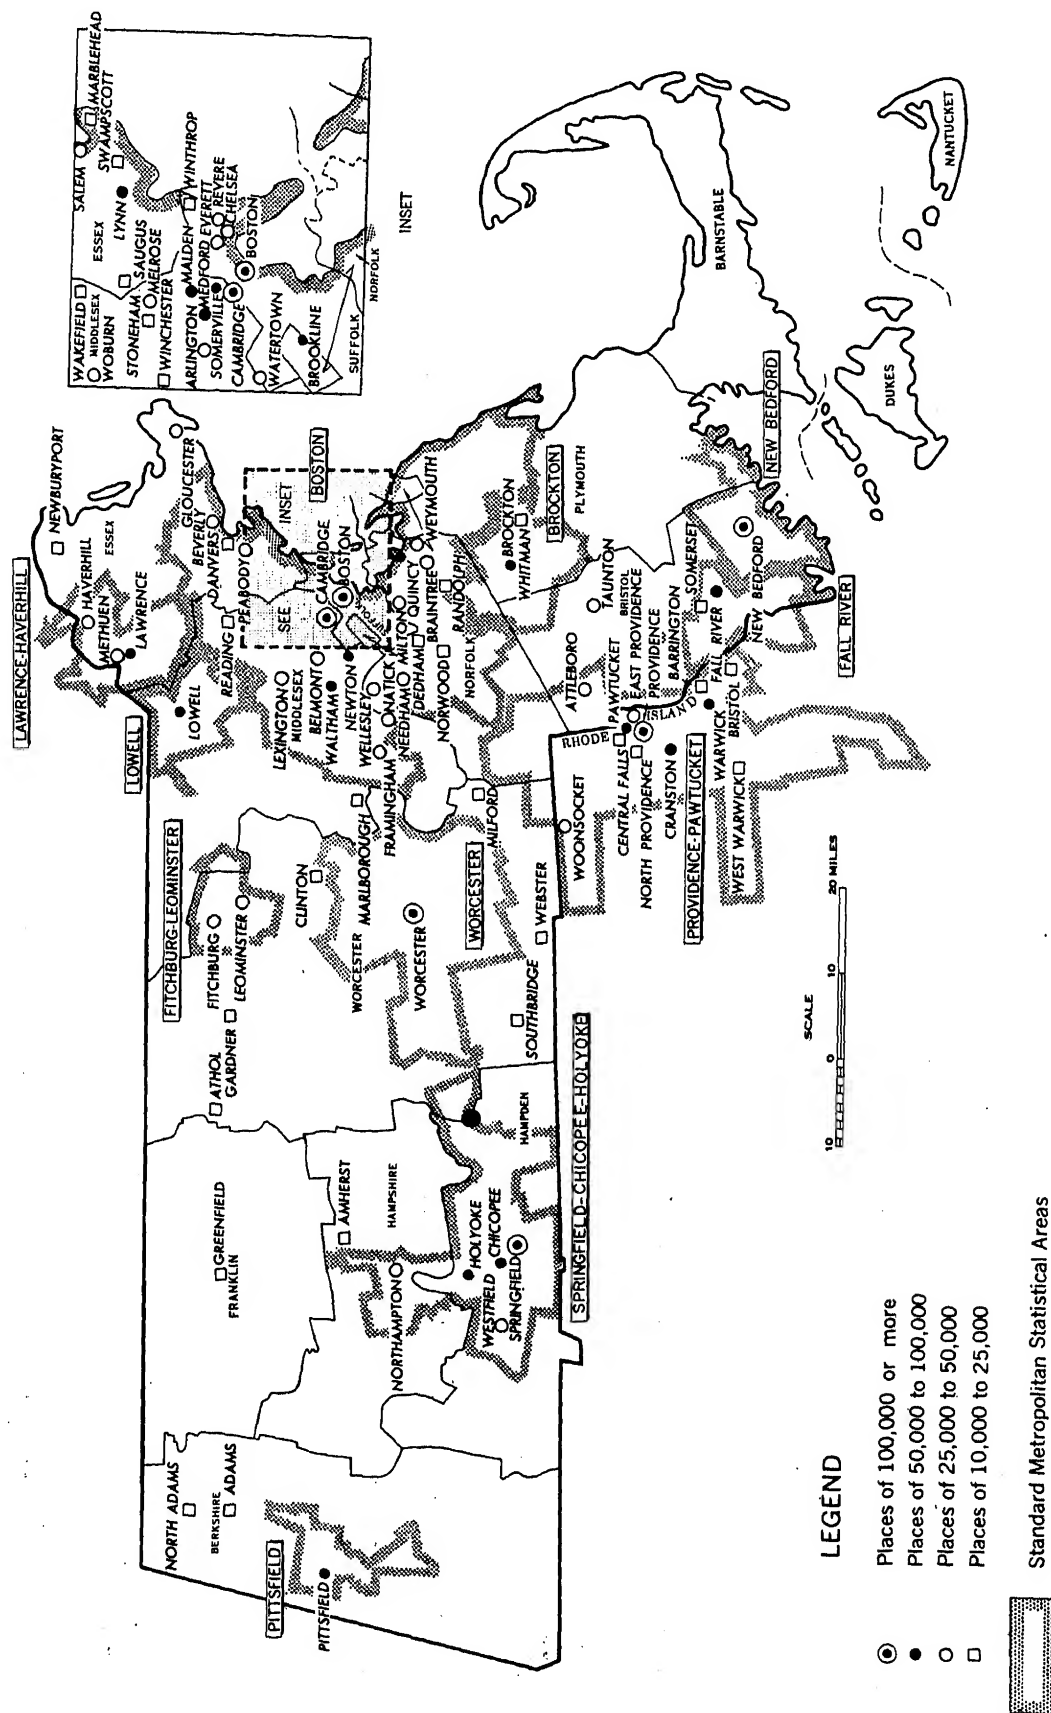 LAWRENCE-HAVERHILL
LOWELL
FITCHBURG-LEOMINSTER
BOSTON
WORCESTER
BROCKTON
NEW BEDFORD
FALL RIVER
PROVIDENCE-PAWTUCKET
SPRINGFIELD-CHICOPEE-HOLYOKE
PITTSFIELD
NORTH ADAMS
BERKSHIRE
ADAMS
PITTSFIELD
GREENFIELD
FRANKLIN
AMHERST
HAMPSHIRE
NORTHAMPTON
HOLYOKE
CHICOPEE
WESTFIELD
SPRINGFIELD
HAMPDEN
ATHOL
GARDNER
FITCHBURG
LEOMINSTER
CLINTON
WORCESTER
WORCESTER
SOUTHBRIDGE
WEBSTER
MARLBOROUGH
FRAMINGHAM
MILFORD
NEWBURYPORT
ESSEX
HAVERHILL
METHUEN
LAWRENCE
LOWELL
GLOUCESTER
BEVERLY
DANVERS
PEABODY
READING
LEXINGTON
MIDDLESEX
BELMONT
WALTHAM
NEWTON
WELLESLEY
NATICK
NEEDHAM
MILTON
DEDHAM
QUINCY
BRAINTREE
WEYMOUTH
RANDOLPH
NORWOOD
NORFOLK
SEE INSET
CAMBRIDGE
BOSTON
BROCKTON
WHITMAN
PLYMOUTH
TAUNTON
BRISTOL
ATTLEBORO
PAWTUCKET
EAST PROVIDENCE
PROVIDENCE
BARRINGTON
SOMERSET
FALL RIVER
NEW BEDFORD
RHODE ISLAND
WOONSOCKET
CENTRAL FALLS
NORTH PROVIDENCE
CRANSTON
WARWICK
BRISTOL
WEST WARWICK
BARNSTABLE
DUKES
NANTUCKET
WAKEFIELD
MIDDLESEX
WOBURN
STONEHAM
WINCHESTER
ARLINGTON
SOMERVILLE
CAMBRIDGE
WATERTOWN
BROOKLINE
SUFFOLK
NORFOLK
ESSEX
LYNN
SAUGUS
MELROSE
MALDEN
MEDFORD
EVERETT
REVERE
CHELSEA
BOSTON
WINTHROP
SALEM
SWAMPSCOTT
MARBLEHEAD
INSET
SCALE
10 0 10 20 MILES
LEGEND
Places of 100,000 or more
Places of 50,000 to 100,000
Places of 25,000 to 50,000
Places of 10,000 to 25,000
Standard Metropolitan Statistical Areas